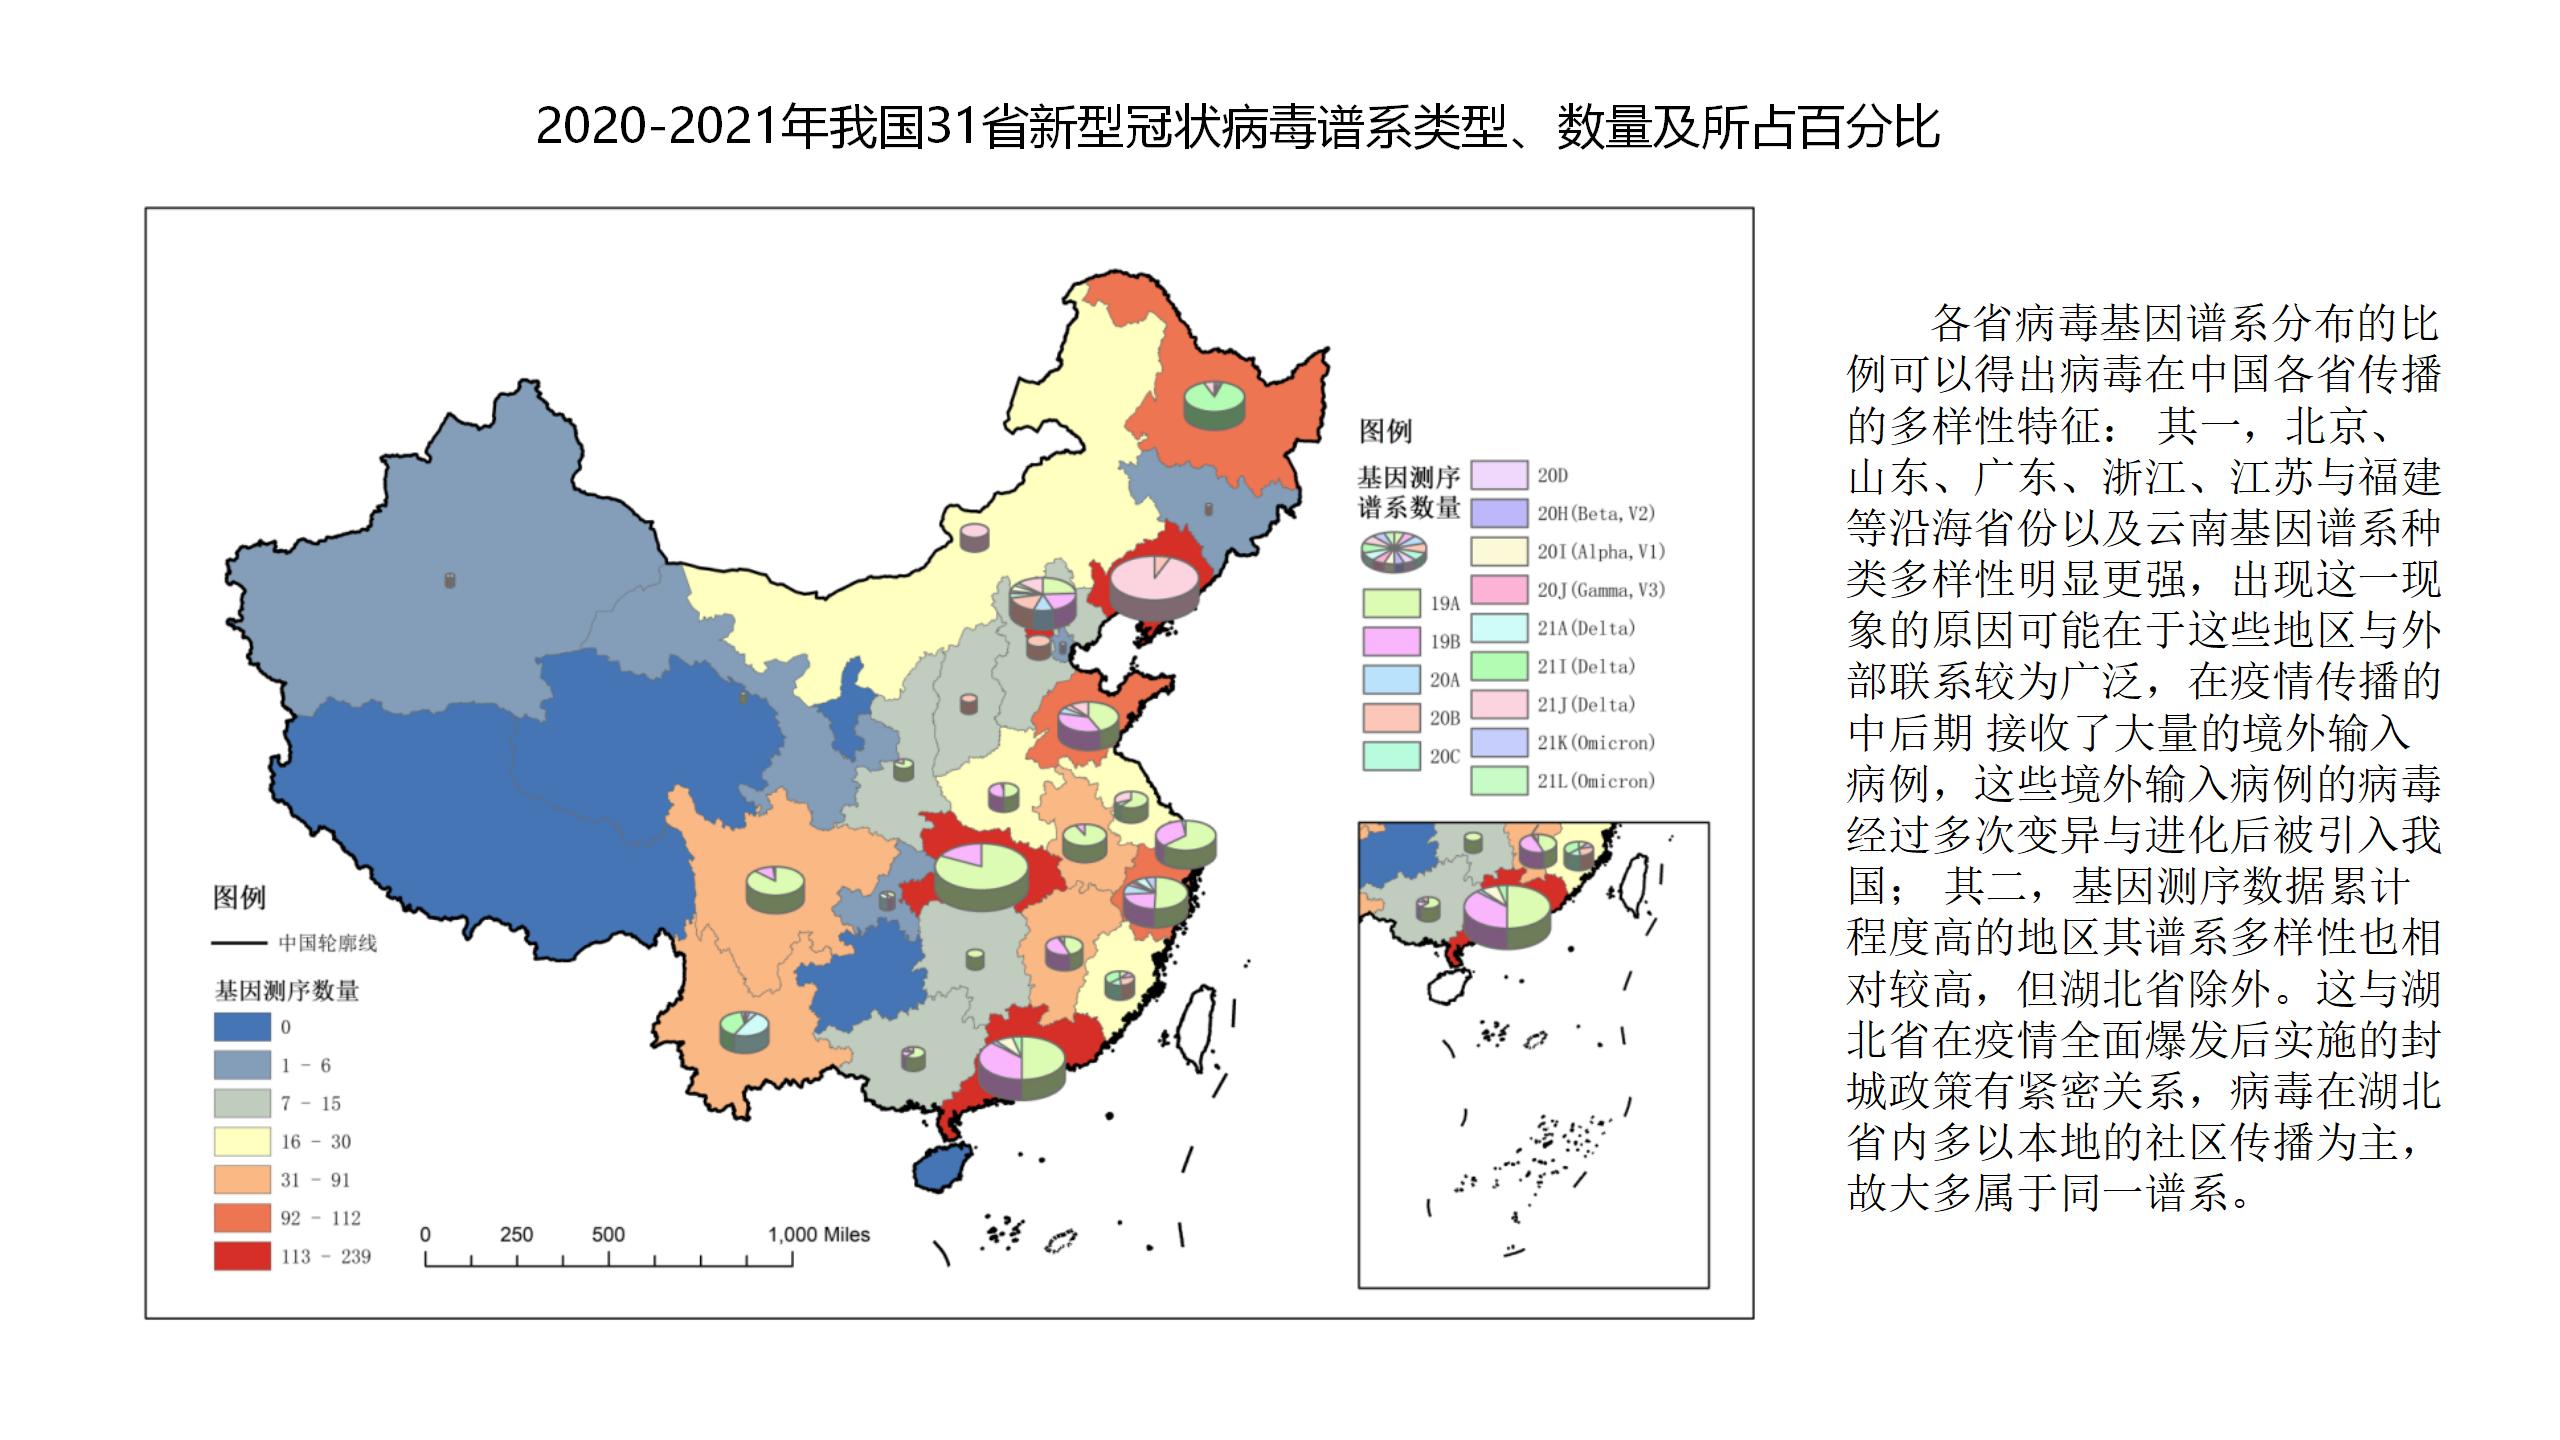 2020-2021年我国31省新型冠状病毒谱系类型、数量及所占百分比
图例
中国轮廓线
基因测序数量
0
1 - 6
7 - 15
16 - 30
31 - 91
92 - 112
113 - 239
0 250 500 1,000 Miles
图例
基因测序
谱系数量
19A
19B
20A
20B
20C
20D
20H(Beta,V2)
20I(Alpha,V1)
20J(Gamma,V3)
21A(Delta)
21I(Delta)
21J(Delta)
21K(Omicron)
21L(Omicron)
各省病毒基因谱系分布的比
例可以得出病毒在中国各省传播
的多样性特征： 其一，北京、
山东、广东、浙江、江苏与福建
等沿海省份以及云南基因谱系种
类多样性明显更强，出现这一现
象的原因可能在于这些地区与外
部联系较为广泛，在疫情传播的
中后期 接收了大量的境外输入
病例，这些境外输入病例的病毒
经过多次变异与进化后被引入我
国； 其二，基因测序数据累计
程度高的地区其谱系多样性也相
对较高，但湖北省除外。这与湖
北省在疫情全面爆发后实施的封
城政策有紧密关系，病毒在湖北
省内多以本地的社区传播为主，
故大多属于同一谱系。